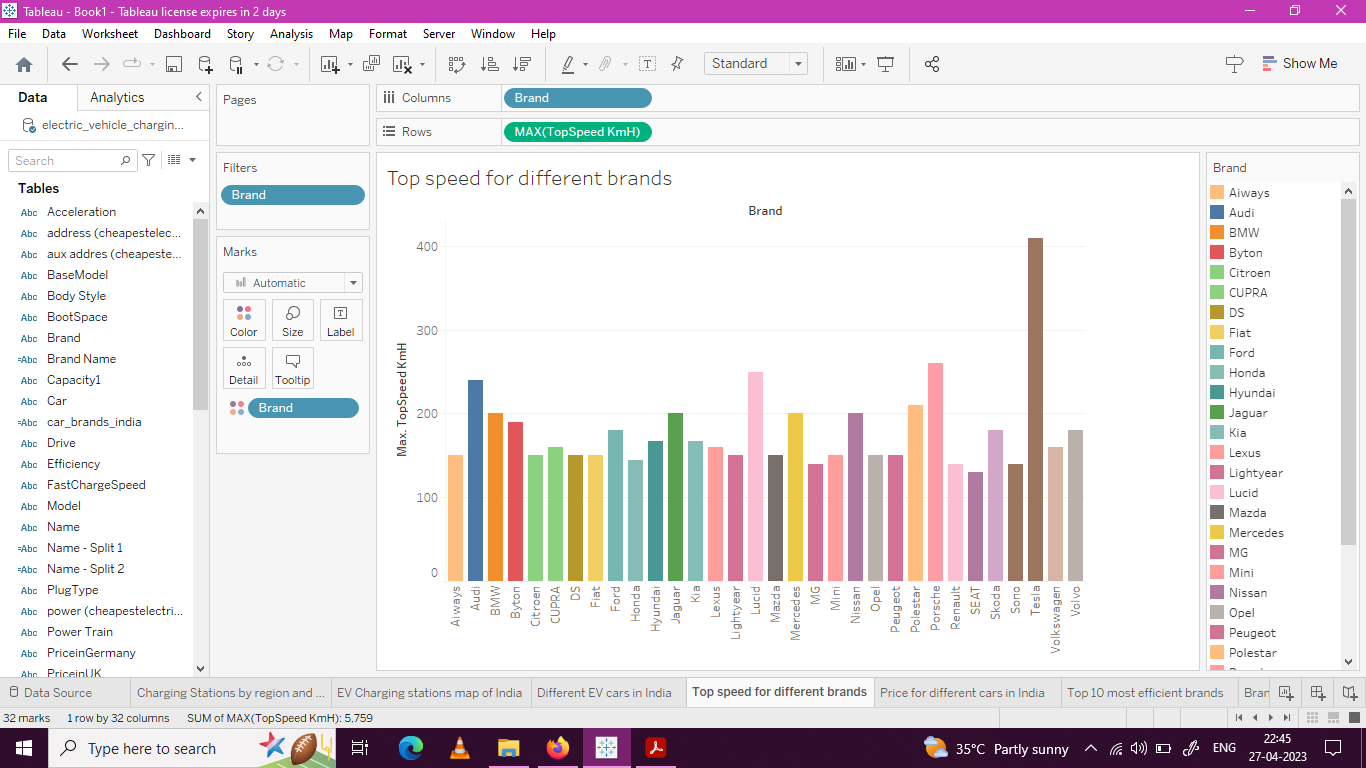 Tableau - Book1 - Tableau license expires in 2 days
File Data Worksheet Dashboard Story Analysis Map Format Server Window Help
Standard
Show Me
Data Analytics
electric_vehicle_chargin...
Search
Tables
Abc Acceleration
Abc address (cheapestelec...
Abc aux addres (cheapeste...
Abc BaseModel
Abc Body Style
Abc BootSpace
Abc Brand
=Abc Brand Name
Abc Capacity1
Abc Car
=Abc car_brands_india
Abc Drive
Abc Efficiency
Abc FastChargeSpeed
Abc Model
Abc Name
=Abc Name - Split 1
=Abc Name - Split 2
Abc PlugType
Abc power (cheapestelectri...
Abc Power Train
Abc PriceinGermany
Abc PriceinUK
Pages
Filters
Brand
Marks
Automatic
Color Size Label
Detail Tooltip
Brand
Columns Brand
Rows MAX(TopSpeed KmH)
Top speed for different brands
Brand
Max. TopSpeed KmH
400
300
200
100
0
Aiways
Audi
BMW
Byton
Citroen
CUPRA
DS
Fiat
Ford
Honda
Hyundai
Jaguar
Kia
Lexus
Lightyear
Lucid
Mazda
Mercedes
MG
Mini
Nissan
Opel
Peugeot
Polestar
Porsche
Renault
SEAT
Skoda
Sono
Tesla
Volkswagen
Volvo
Brand
Aiways
Audi
BMW
Byton
Citroen
CUPRA
DS
Fiat
Ford
Honda
Hyundai
Jaguar
Kia
Lexus
Lightyear
Lucid
Mazda
Mercedes
MG
Mini
Nissan
Opel
Peugeot
Polestar
Data Source Charging Stations by region and ... EV Charging stations map of India Different EV cars in India Top speed for different brands Price for different cars in India Top 10 most efficient brands Bran
32 marks 1 row by 32 columns SUM of MAX(TopSpeed KmH): 5,759
Type here to search
35°C Partly sunny
ENG
22:45
27-04-2023